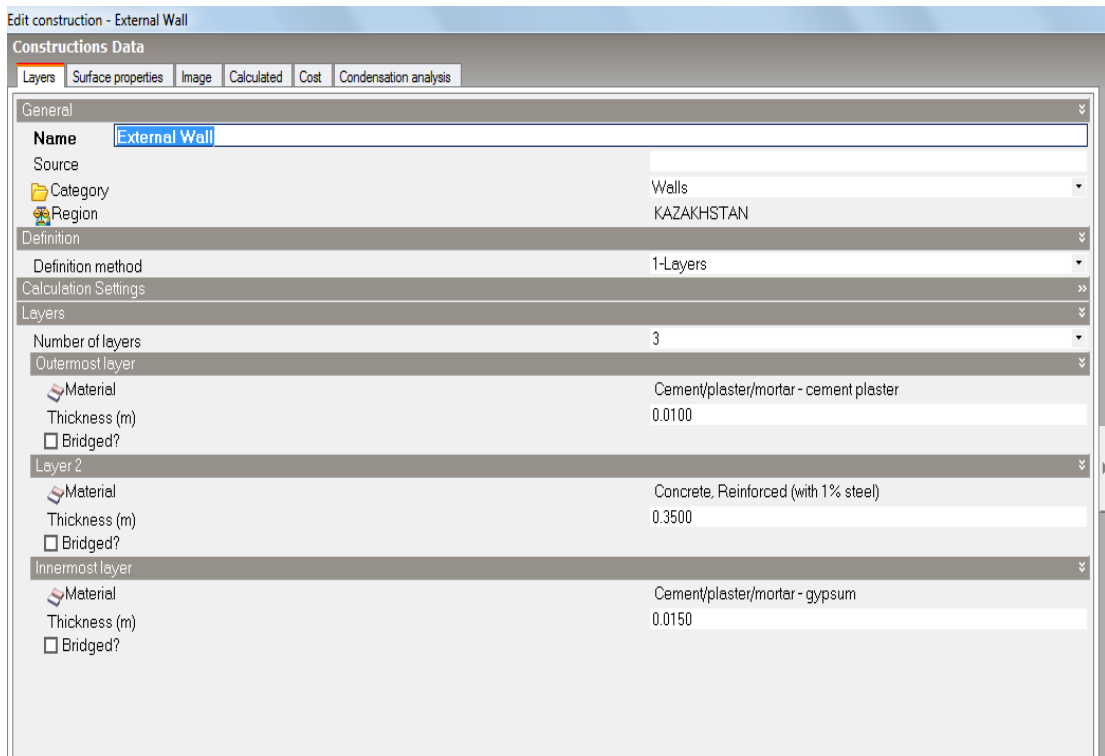 Edit construction - External Wall
Constructions Data
Layers Surface properties Image Calculated Cost Condensation analysis
General
Name External Wall
Source
Category Walls
Region KAZAKHSTAN
Definition
Definition method 1-Layers
Calculation Settings
Layers
Number of layers 3
Outermost layer
Material Cement/plaster/mortar - cement plaster
Thickness (m) 0.0100
Bridged?
Layer 2
Material Concrete, Reinforced (with 1% steel)
Thickness (m) 0.3500
Bridged?
Innermost layer
Material Cement/plaster/mortar - gypsum
Thickness (m) 0.0150
Bridged?